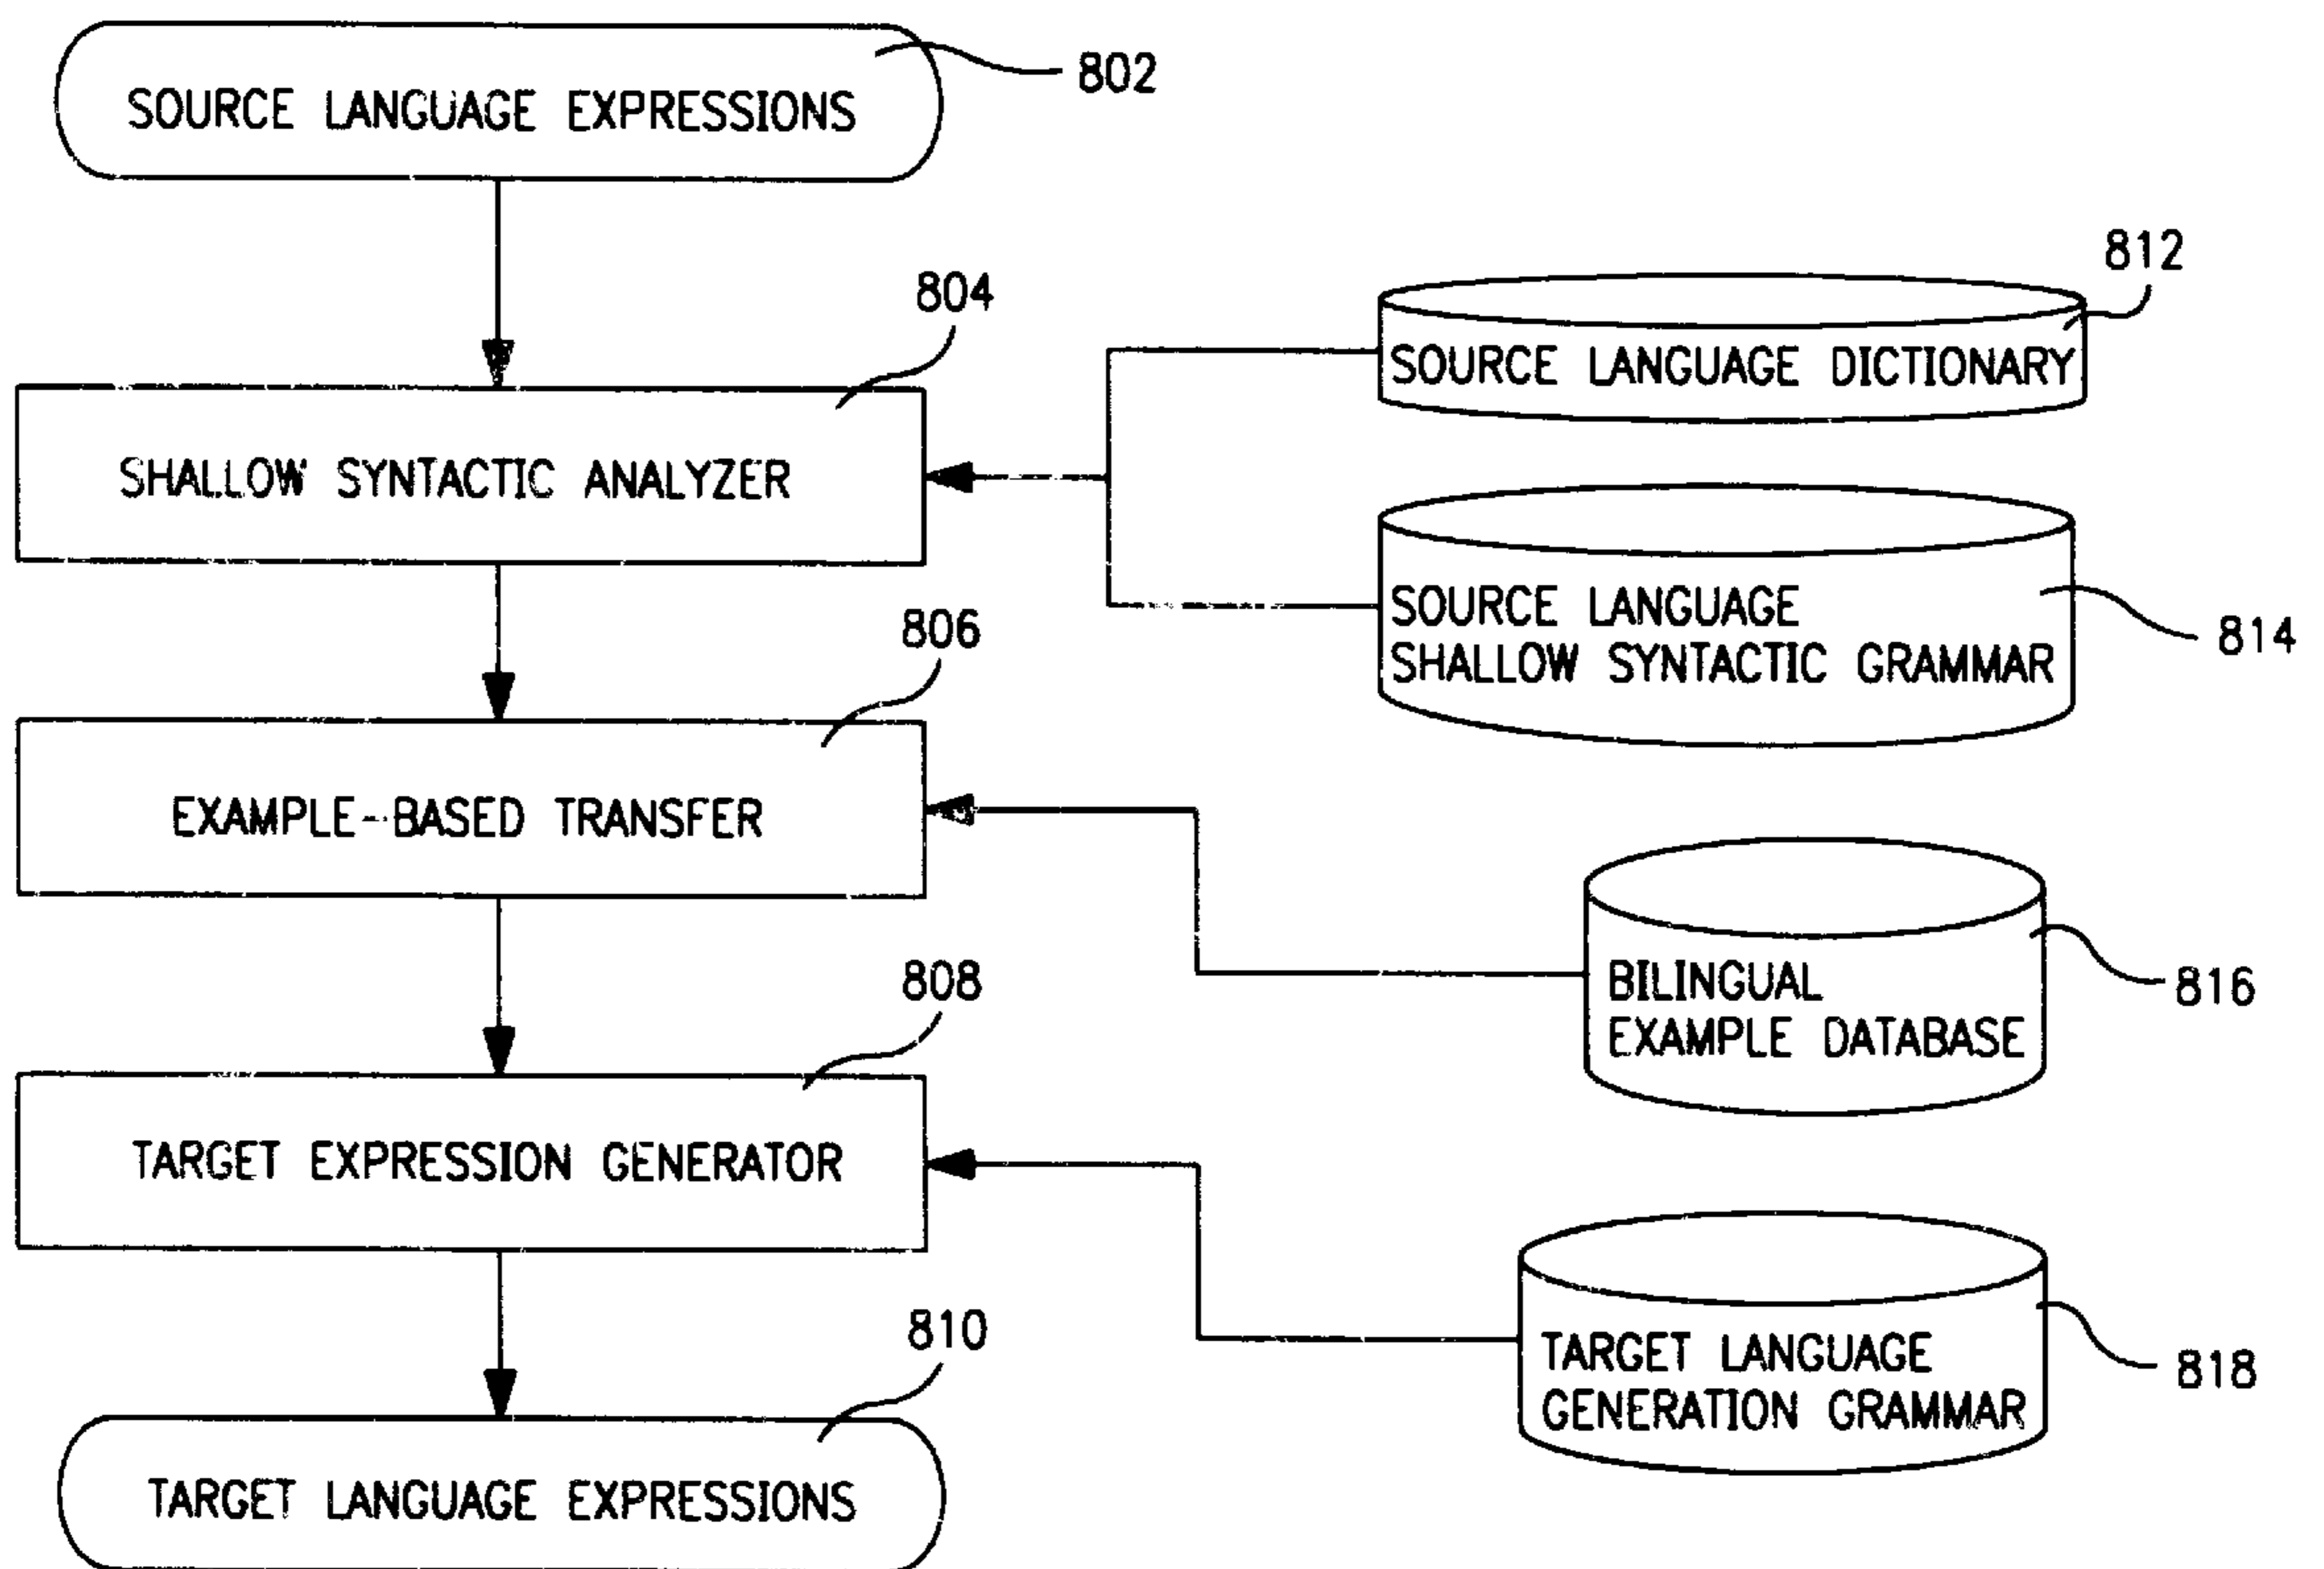 802
SOURCE LANGUAGE EXPRESSIONS
812
804
SOURCE LANGUAGE DICTIONARY
SHALLOW SYNTACTIC ANALYZER
SOURCE LANGUAGE
SHALLOW SYNTACTIC GRAMMAR
814
806
EXAMPLE-BASED TRANSFER
808
BILINGUAL
EXAMPLE DATABASE
816
TARGET EXPRESSION GENERATOR
810
TARGET LANGUAGE
GENERATION GRAMMAR
818
TARGET LANGUAGE EXPRESSIONS